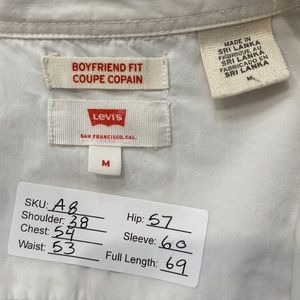 BOYFRIEND FIT
COUPE COPAIN
Levi's
SAN FRANCISCO, CAL.
M
MADE IN
SRI LANKA
FABRIQUÉ AU
SRI LANKA
FABRICADO EN
SRI LANKA
M
SKU: A8
Shoulder: 38
Chest: 54
Waist: 53
Hip: 57
Sleeve: 60
Full Length: 69